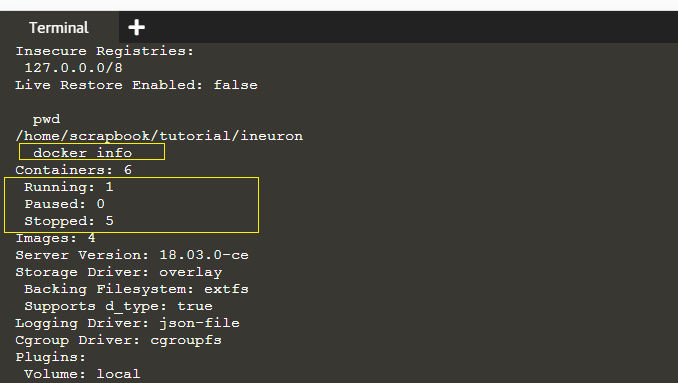 Terminal +
Insecure Registries:
 127.0.0.0/8
Live Restore Enabled: false
pwd
/home/scrapbook/tutorial/ineuron
docker info
Containers: 6
 Running: 1
 Paused: 0
 Stopped: 5
Images: 4
Server Version: 18.03.0-ce
Storage Driver: overlay
 Backing Filesystem: extfs
 Supports d_type: true
Logging Driver: json-file
Cgroup Driver: cgroupfs
Plugins:
 Volume: local